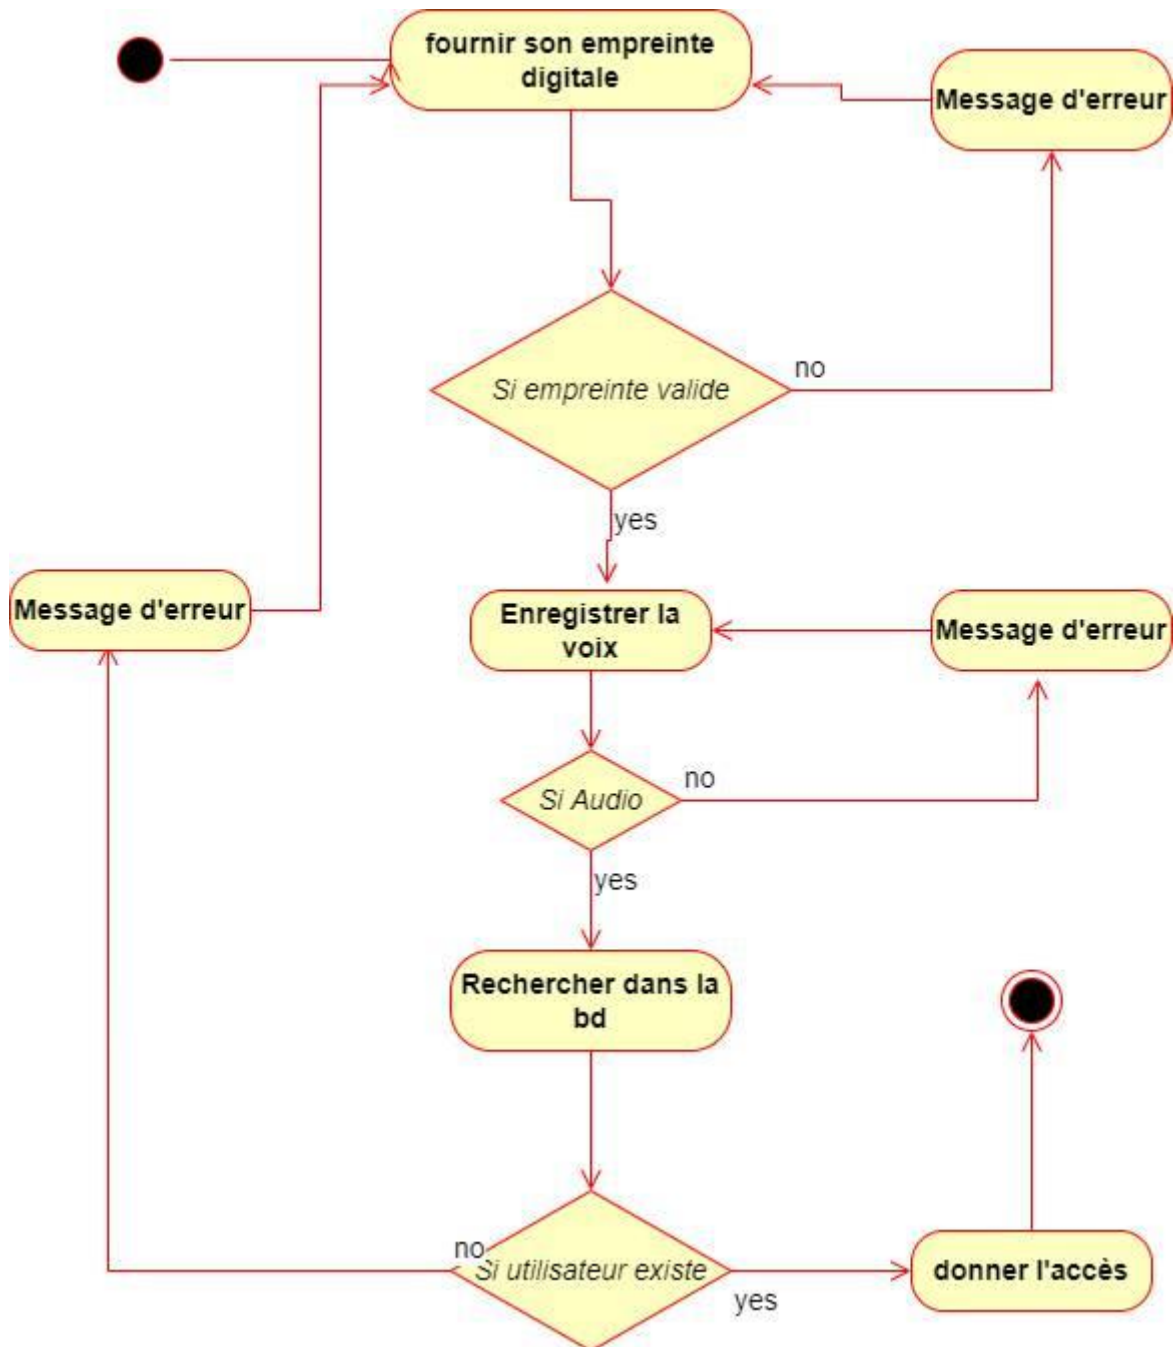 fournir son empreinte
digitale
Message d'erreur
Si empreinte valide
no
yes
Message d'erreur
Enregistrer la
voix
Message d'erreur
Si Audio
no
yes
Rechercher dans la
bd
no
Si utilisateur existe
yes
donner l'accès